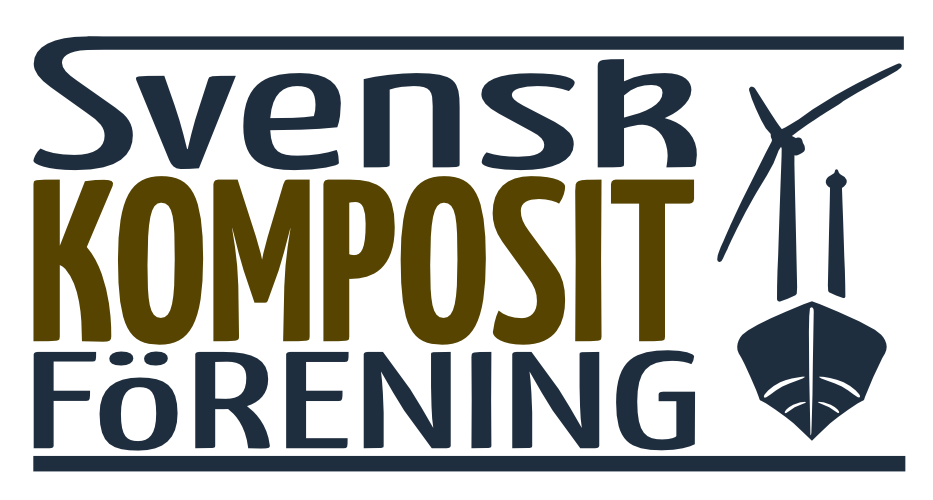 Svensk
KOMPOSIT
FöRENING